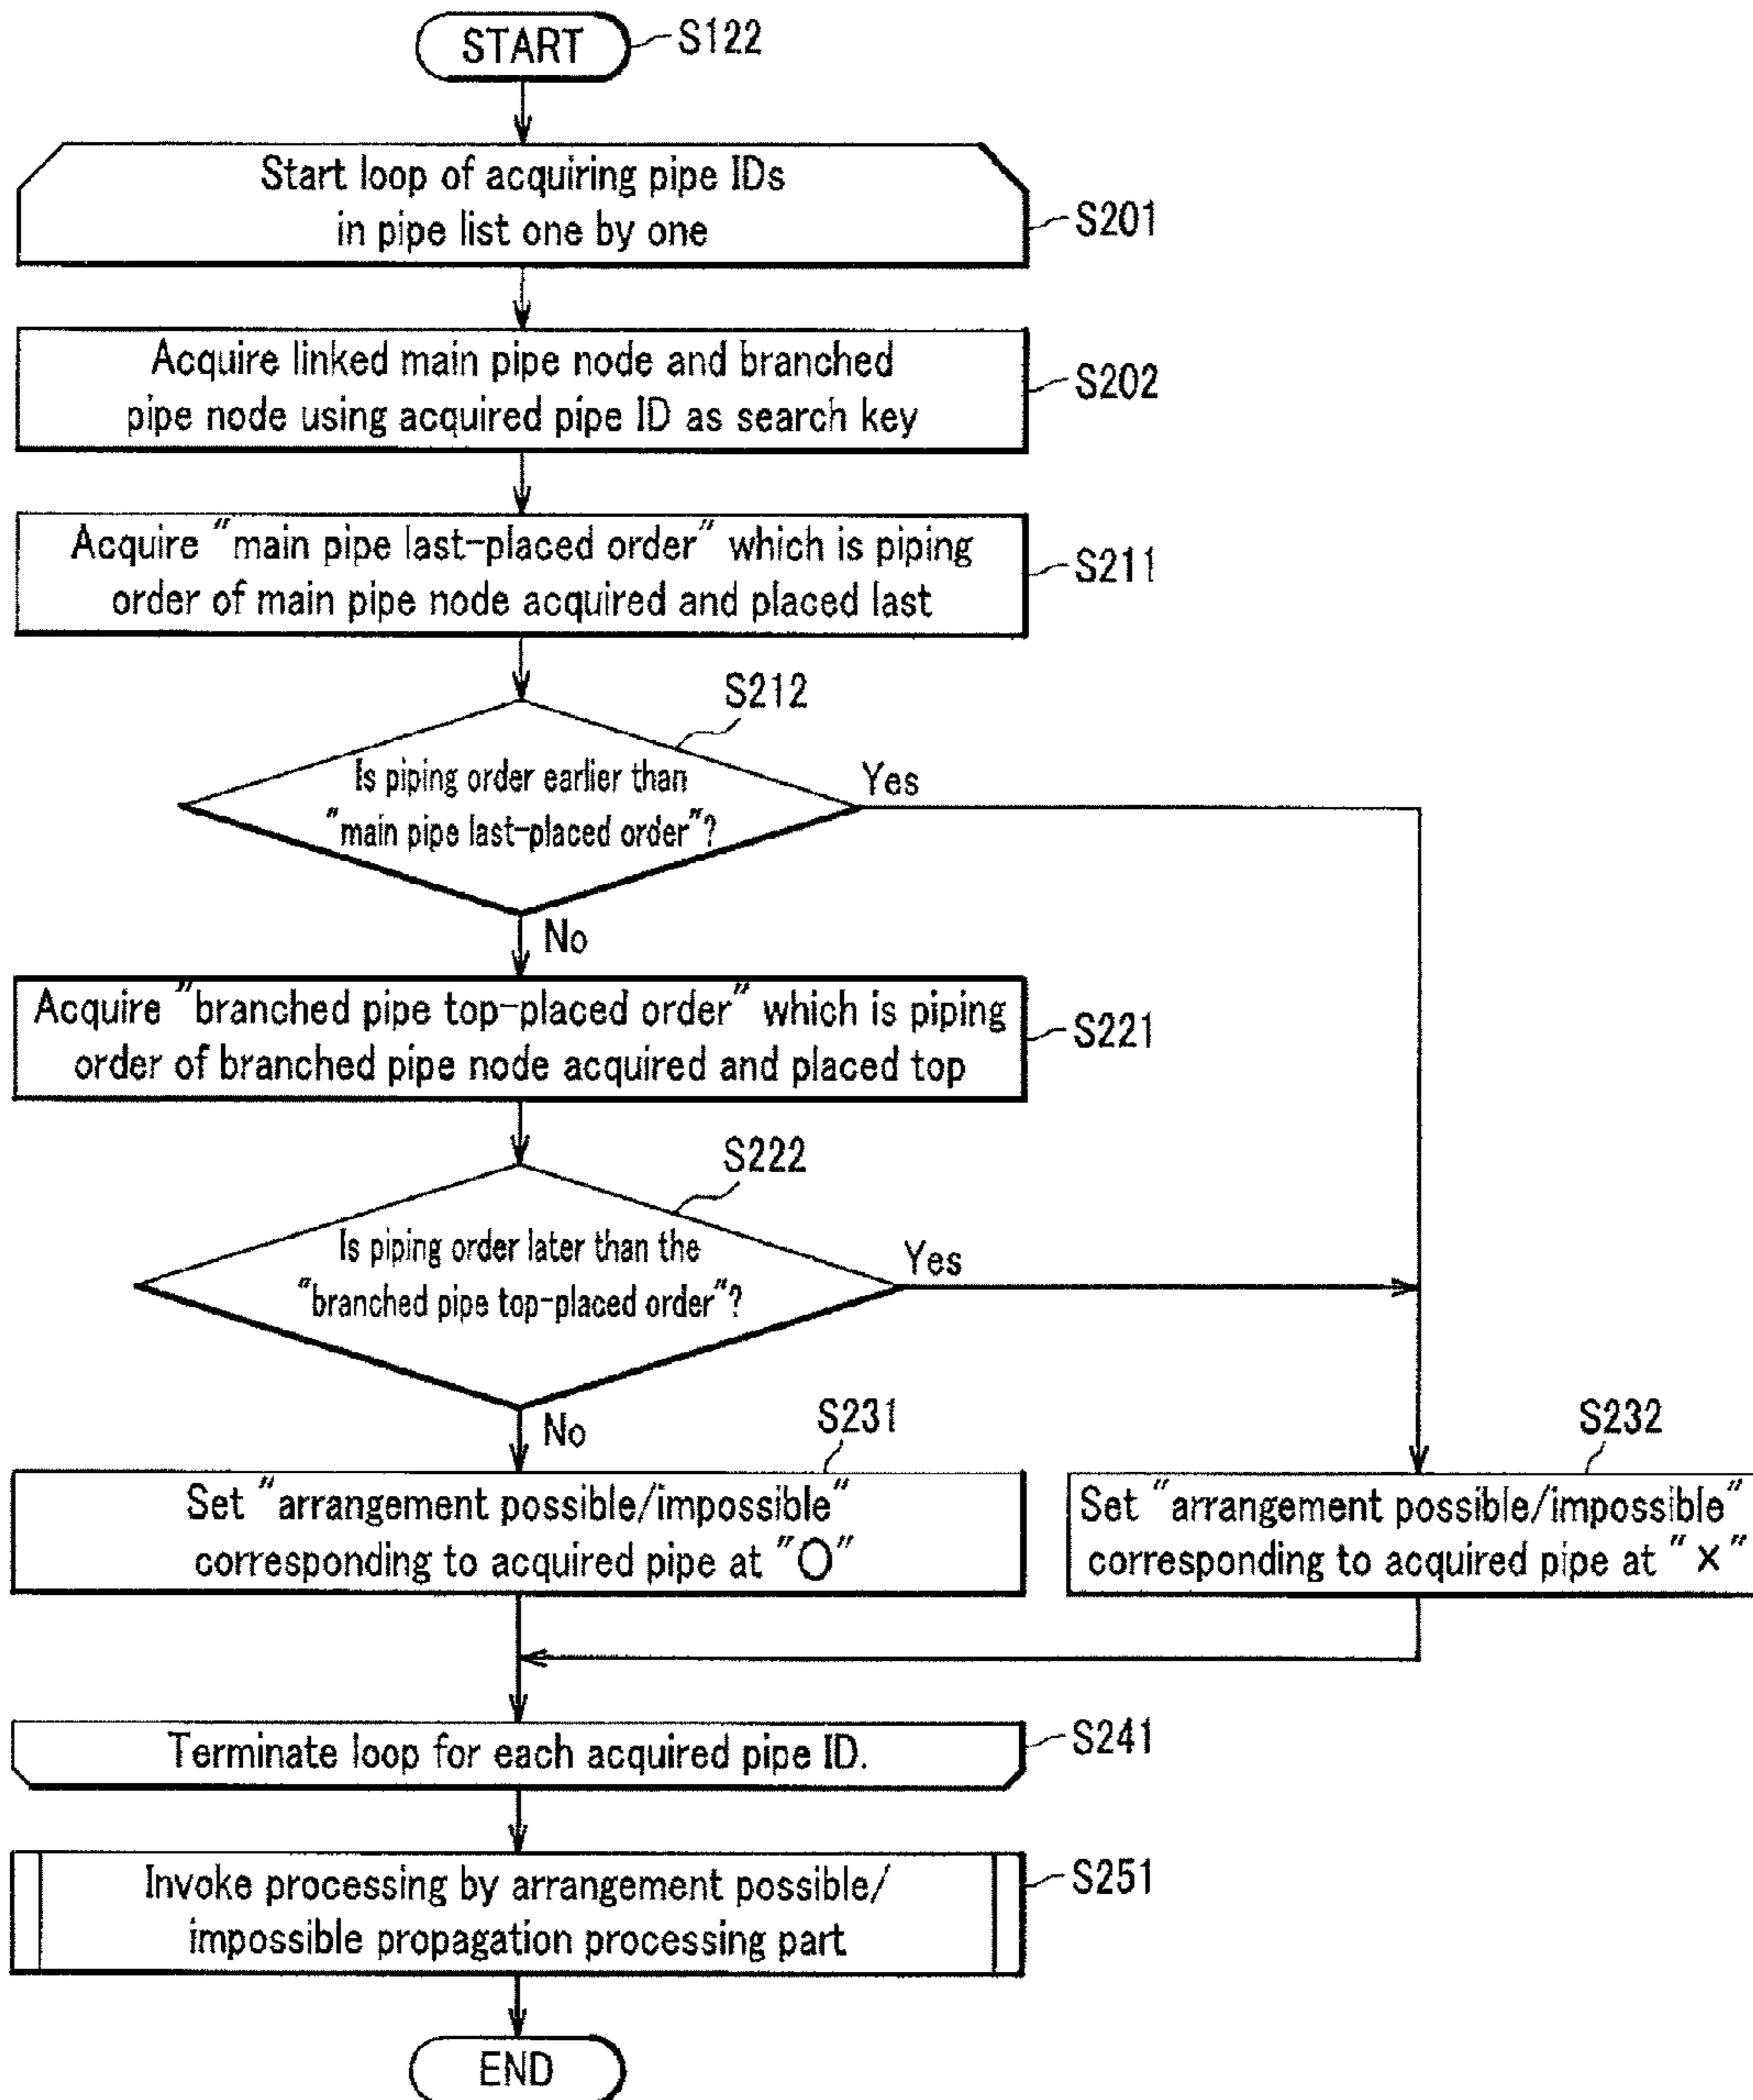 START
S122
Start loop of acquiring pipe IDs
in pipe list one by one
S201
Acquire linked main pipe node and branched
pipe node using acquired pipe ID as search key
S202
Acquire "main pipe last-placed order" which is piping
order of main pipe node acquired and placed last
S211
S212
Is piping order earlier than
"main pipe last-placed order"?
Yes
No
Acquire "branched pipe top-placed order" which is piping
order of branched pipe node acquired and placed top
S221
S222
Is piping order later than the
"branched pipe top-placed order"?
Yes
No
S231
Set "arrangement possible/impossible"
corresponding to acquired pipe at "○"
S232
Set "arrangement possible/impossible"
corresponding to acquired pipe at "×"
Terminate loop for each acquired pipe ID.
S241
Invoke processing by arrangement possible/
impossible propagation processing part
S251
END